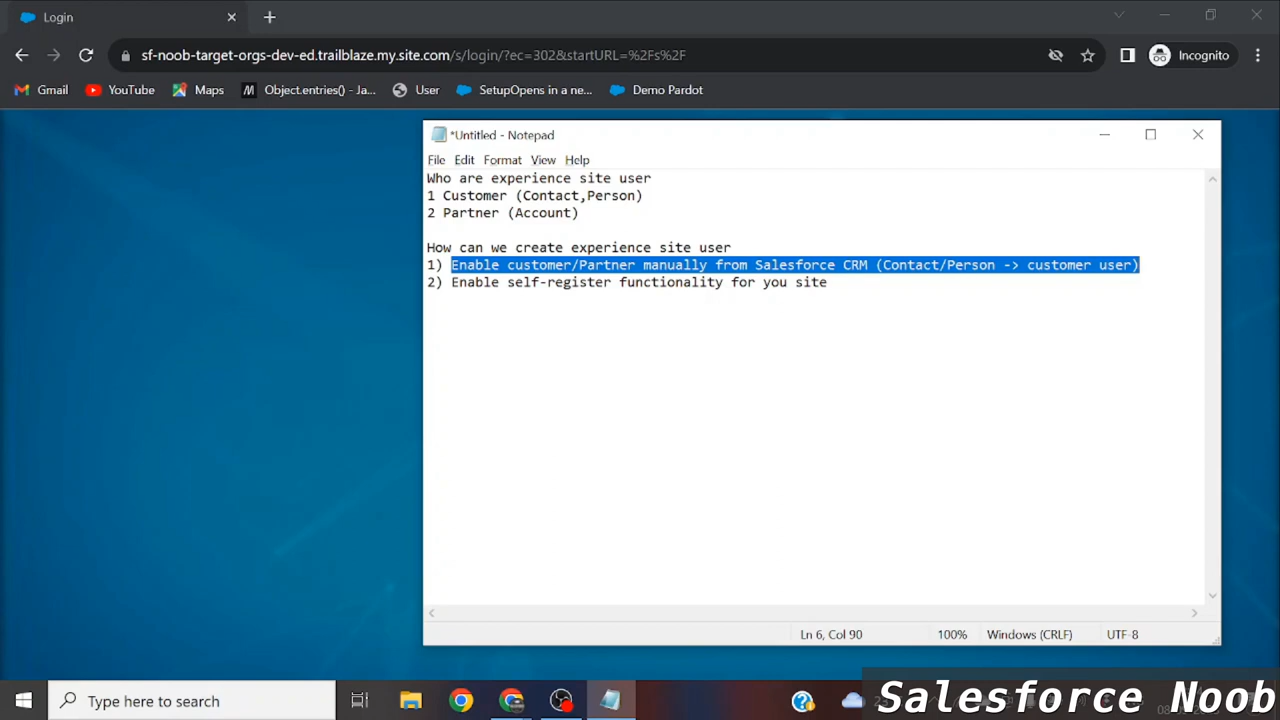 Login
sf-noob-target-orgs-dev-ed.trailblaze.my.site.com/s/login/?ec=302&startURL=%2Fs%2F
Incognito
Gmail
YouTube
Maps
Object.entries() - Ja...
User
SetupOpens in a ne...
Demo Pardot
*Untitled - Notepad
File Edit Format View Help
Who are experience site user
1 Customer (Contact,Person)
2 Partner (Account)
How can we create experience site user
1) Enable customer/Partner manually from Salesforce CRM (Contact/Person -> customer user)
2) Enable self-register functionality for you site
Ln 6, Col 90
100%
Windows (CRLF)
UTF-8
Type here to search
Salesforce Noob